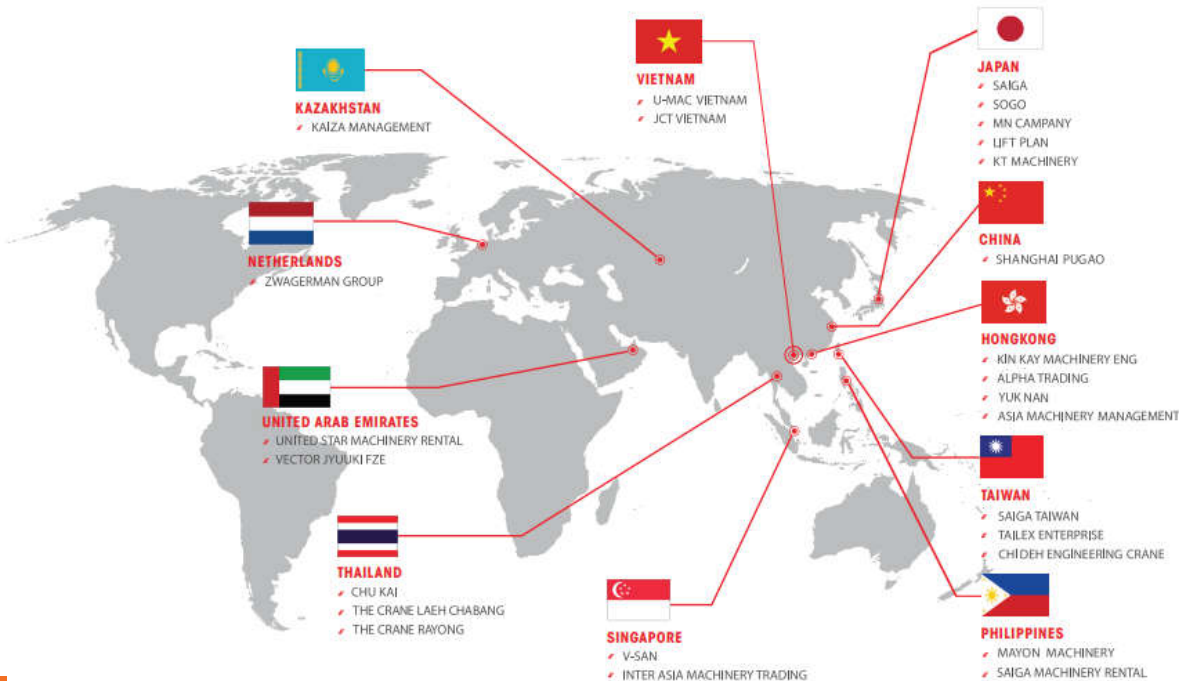 KAZAKHSTAN
KAIZA MANAGEMENT
VIETNAM
U-MAC VIETNAM
JCT VIETNAM
JAPAN
SAIGA
SOGO
MN CAMPANY
LIFT PLAN
KT MACHINERY
NETHERLANDS
ZWAGERMAN GROUP
CHINA
SHANGHAI PUGAO
HONGKONG
KIN KAY MACHINERY ENG
ALPHA TRADING
YUK NAN
ASIA MACHINERY MANAGEMENT
UNITED ARAB EMIRATES
UNITED STAR MACHINERY RENTAL
VECTOR JYUUKI FZE
TAIWAN
SAIGA TAIWAN
TAILEX ENTERPRISE
CHIDEH ENGINEERING CRANE
THAILAND
CHU KAI
THE CRANE LAEH CHABANG
THE CRANE RAYONG
SINGAPORE
V-SAN
INTER ASIA MACHINERY TRADING
PHILIPPINES
MAYON MACHINERY
SAIGA MACHINERY RENTAL